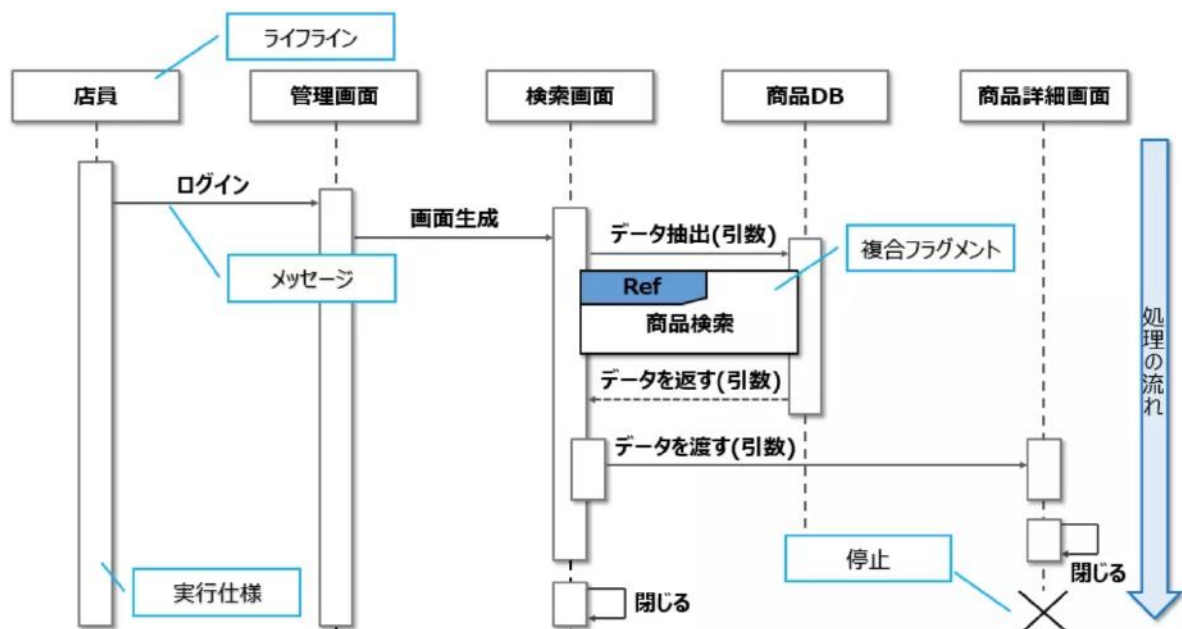 ライフライン
店員
管理画面
検索画面
商品DB
商品詳細画面
ログイン
画面生成
データ抽出(引数)
複合フラグメント
メッセージ
Ref
商品検索
処理の流れ
データを返す(引数)
データを渡す(引数)
停止
閉じる
実行仕様
閉じる